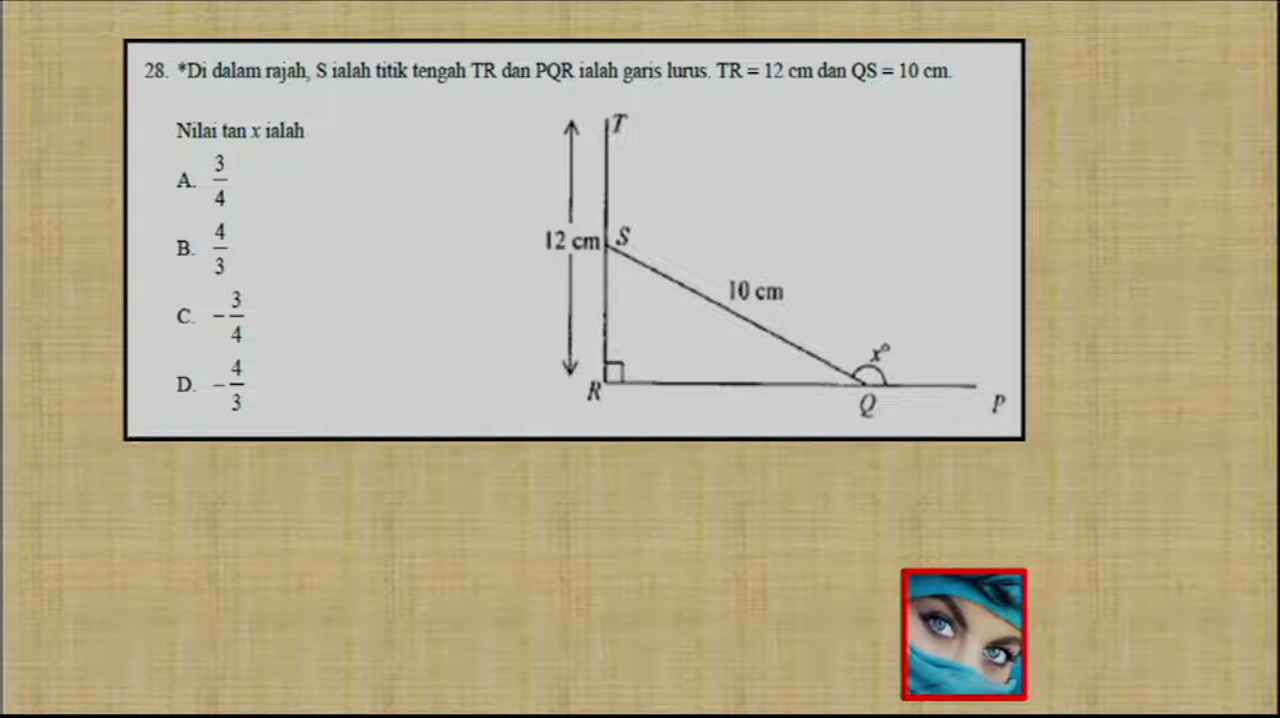 28. *Di dalam rajah, S ialah titik tengah TR dan PQR ialah garis lurus. TR = 12 cm dan QS = 10 cm.
Nilai tan x ialah
A. 3/4
B. 4/3
C. -3/4
D. -4/3
T
12 cm
S
10 cm
x°
R
Q
P